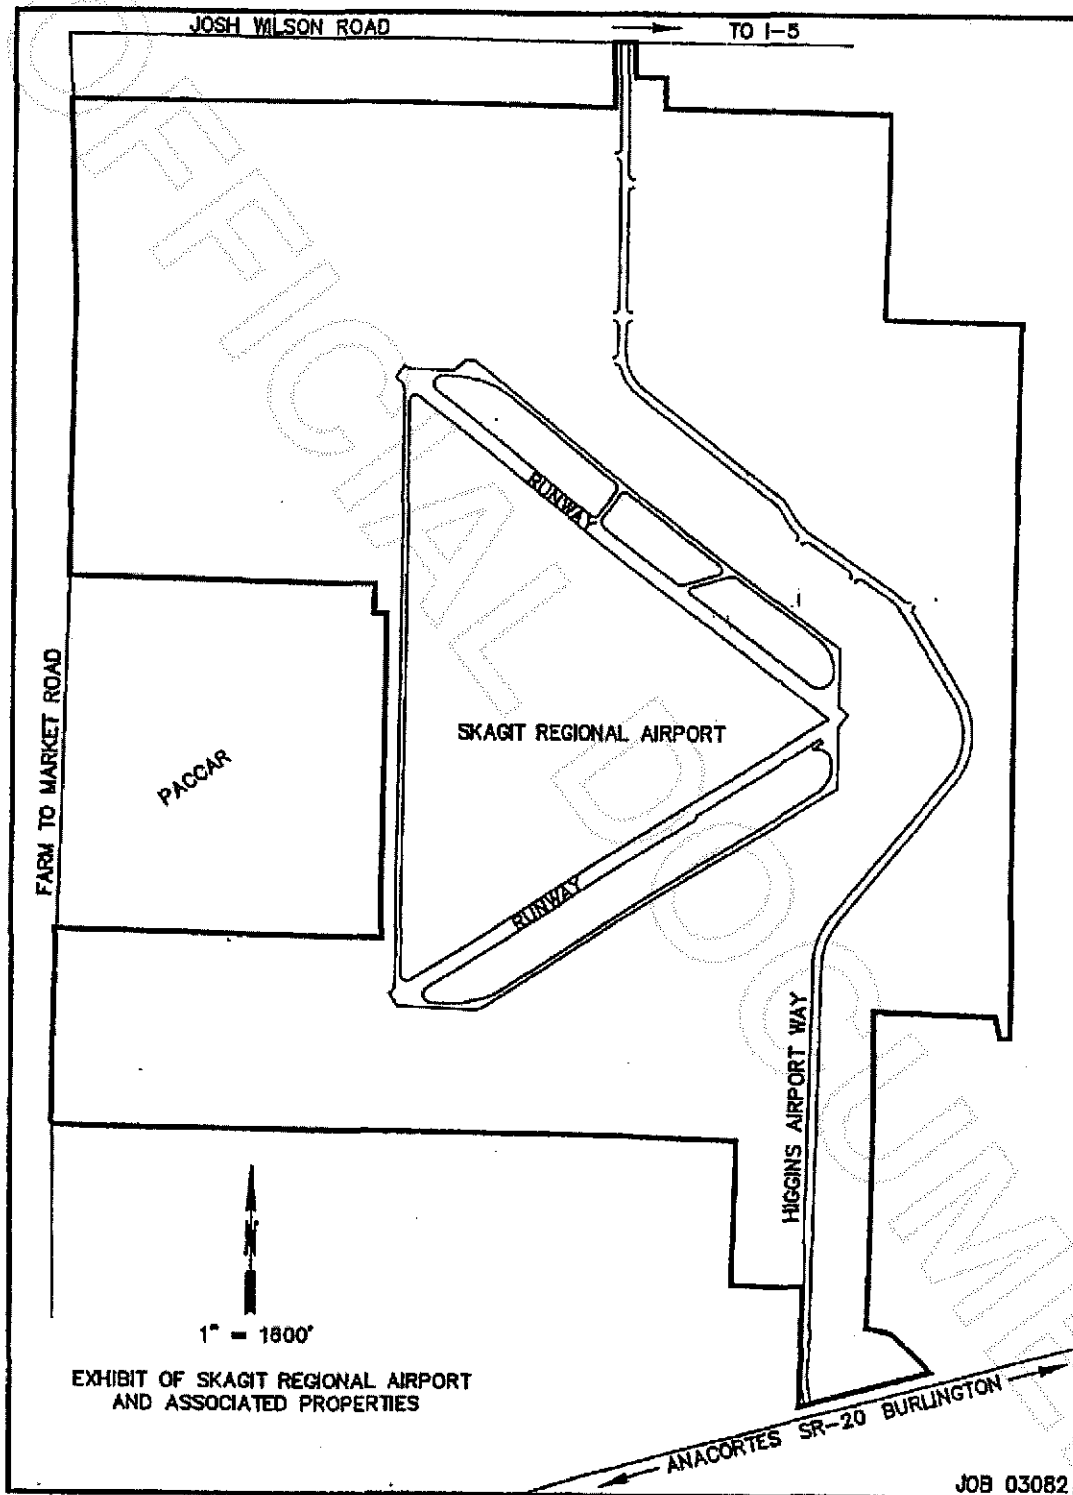 JOSH WILSON ROAD
TO I-5
RUNWAY
FARM TO MARKET ROAD
PACCAR
SKAGIT REGIONAL AIRPORT
RUNWAY
HIGGINS AIRPORT WAY
1" = 1600'
EXHIBIT OF SKAGIT REGIONAL AIRPORT
AND ASSOCIATED PROPERTIES
ANACORTES SR-20 BURLINGTON
JOB 03082
OFFICIAL DOCUME